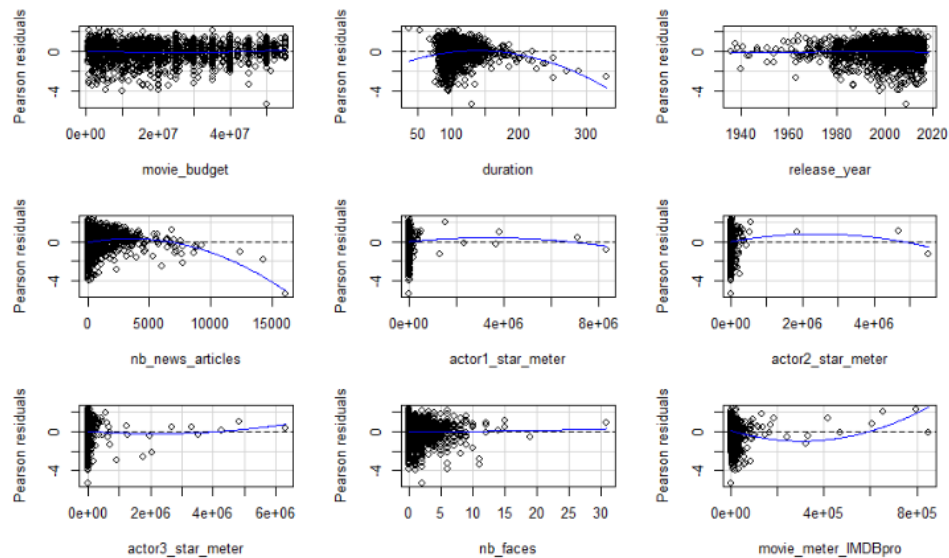 Pearson residuals
0
-4
0e+00 2e+07 4e+07
movie_budget
Pearson residuals
0
-4
50 100 200 300
duration
Pearson residuals
0
-4
1940 1960 1980 2000 2020
release_year
Pearson residuals
0
-4
0 5000 10000 15000
nb_news_articles
Pearson residuals
0
-4
0e+00 4e+06 8e+06
actor1_star_meter
Pearson residuals
0
-4
0e+00 2e+06 4e+06
actor2_star_meter
Pearson residuals
0
-4
0e+00 2e+06 4e+06 6e+06
actor3_star_meter
Pearson residuals
0
-4
0 5 10 15 20 25 30
nb_faces
Pearson residuals
0
-4
0e+00 4e+05 8e+05
movie_meter_IMDBpro